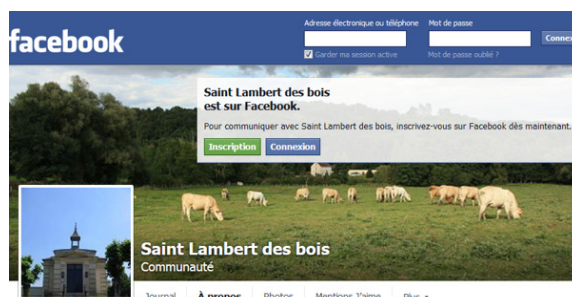 Adresse électronique ou téléphone Mot de passe
facebook
Garder ma session active Mot de passe oublié ?
Saint Lambert des bois
est sur Facebook.
Pour communiquer avec Saint Lambert des bois, inscrivez-vous sur Facebook dès maintenant.
Inscription Connexion
Saint Lambert des bois
Communauté
Journal À propos Photos Mentions J'aime Plus